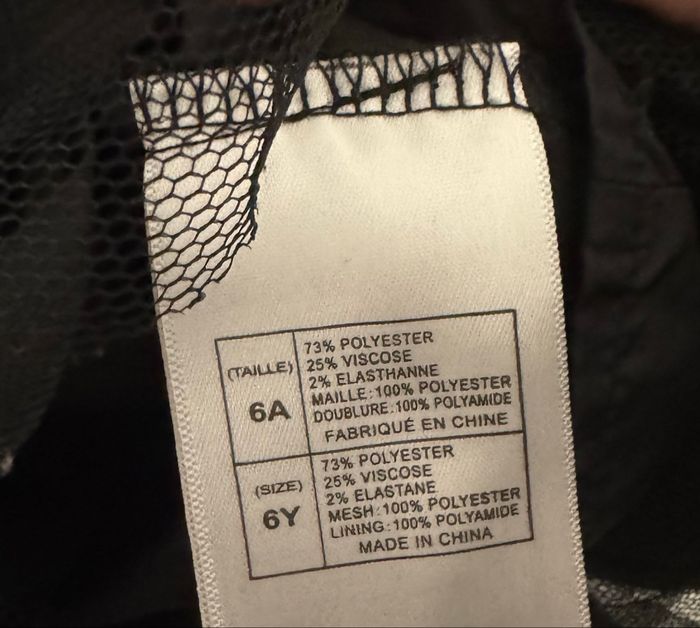 (TAILLE)
6A
73% POLYESTER
25% VISCOSE
2% ELASTHANNE
MAILLE:100% POLYESTER
DOUBLURE:100% POLYAMIDE
FABRIQUÉ EN CHINE
(SIZE)
6Y
73% POLYESTER
25% VISCOSE
2% ELASTANE
MESH:100% POLYESTER
LINING:100% POLYAMIDE
MADE IN CHINA